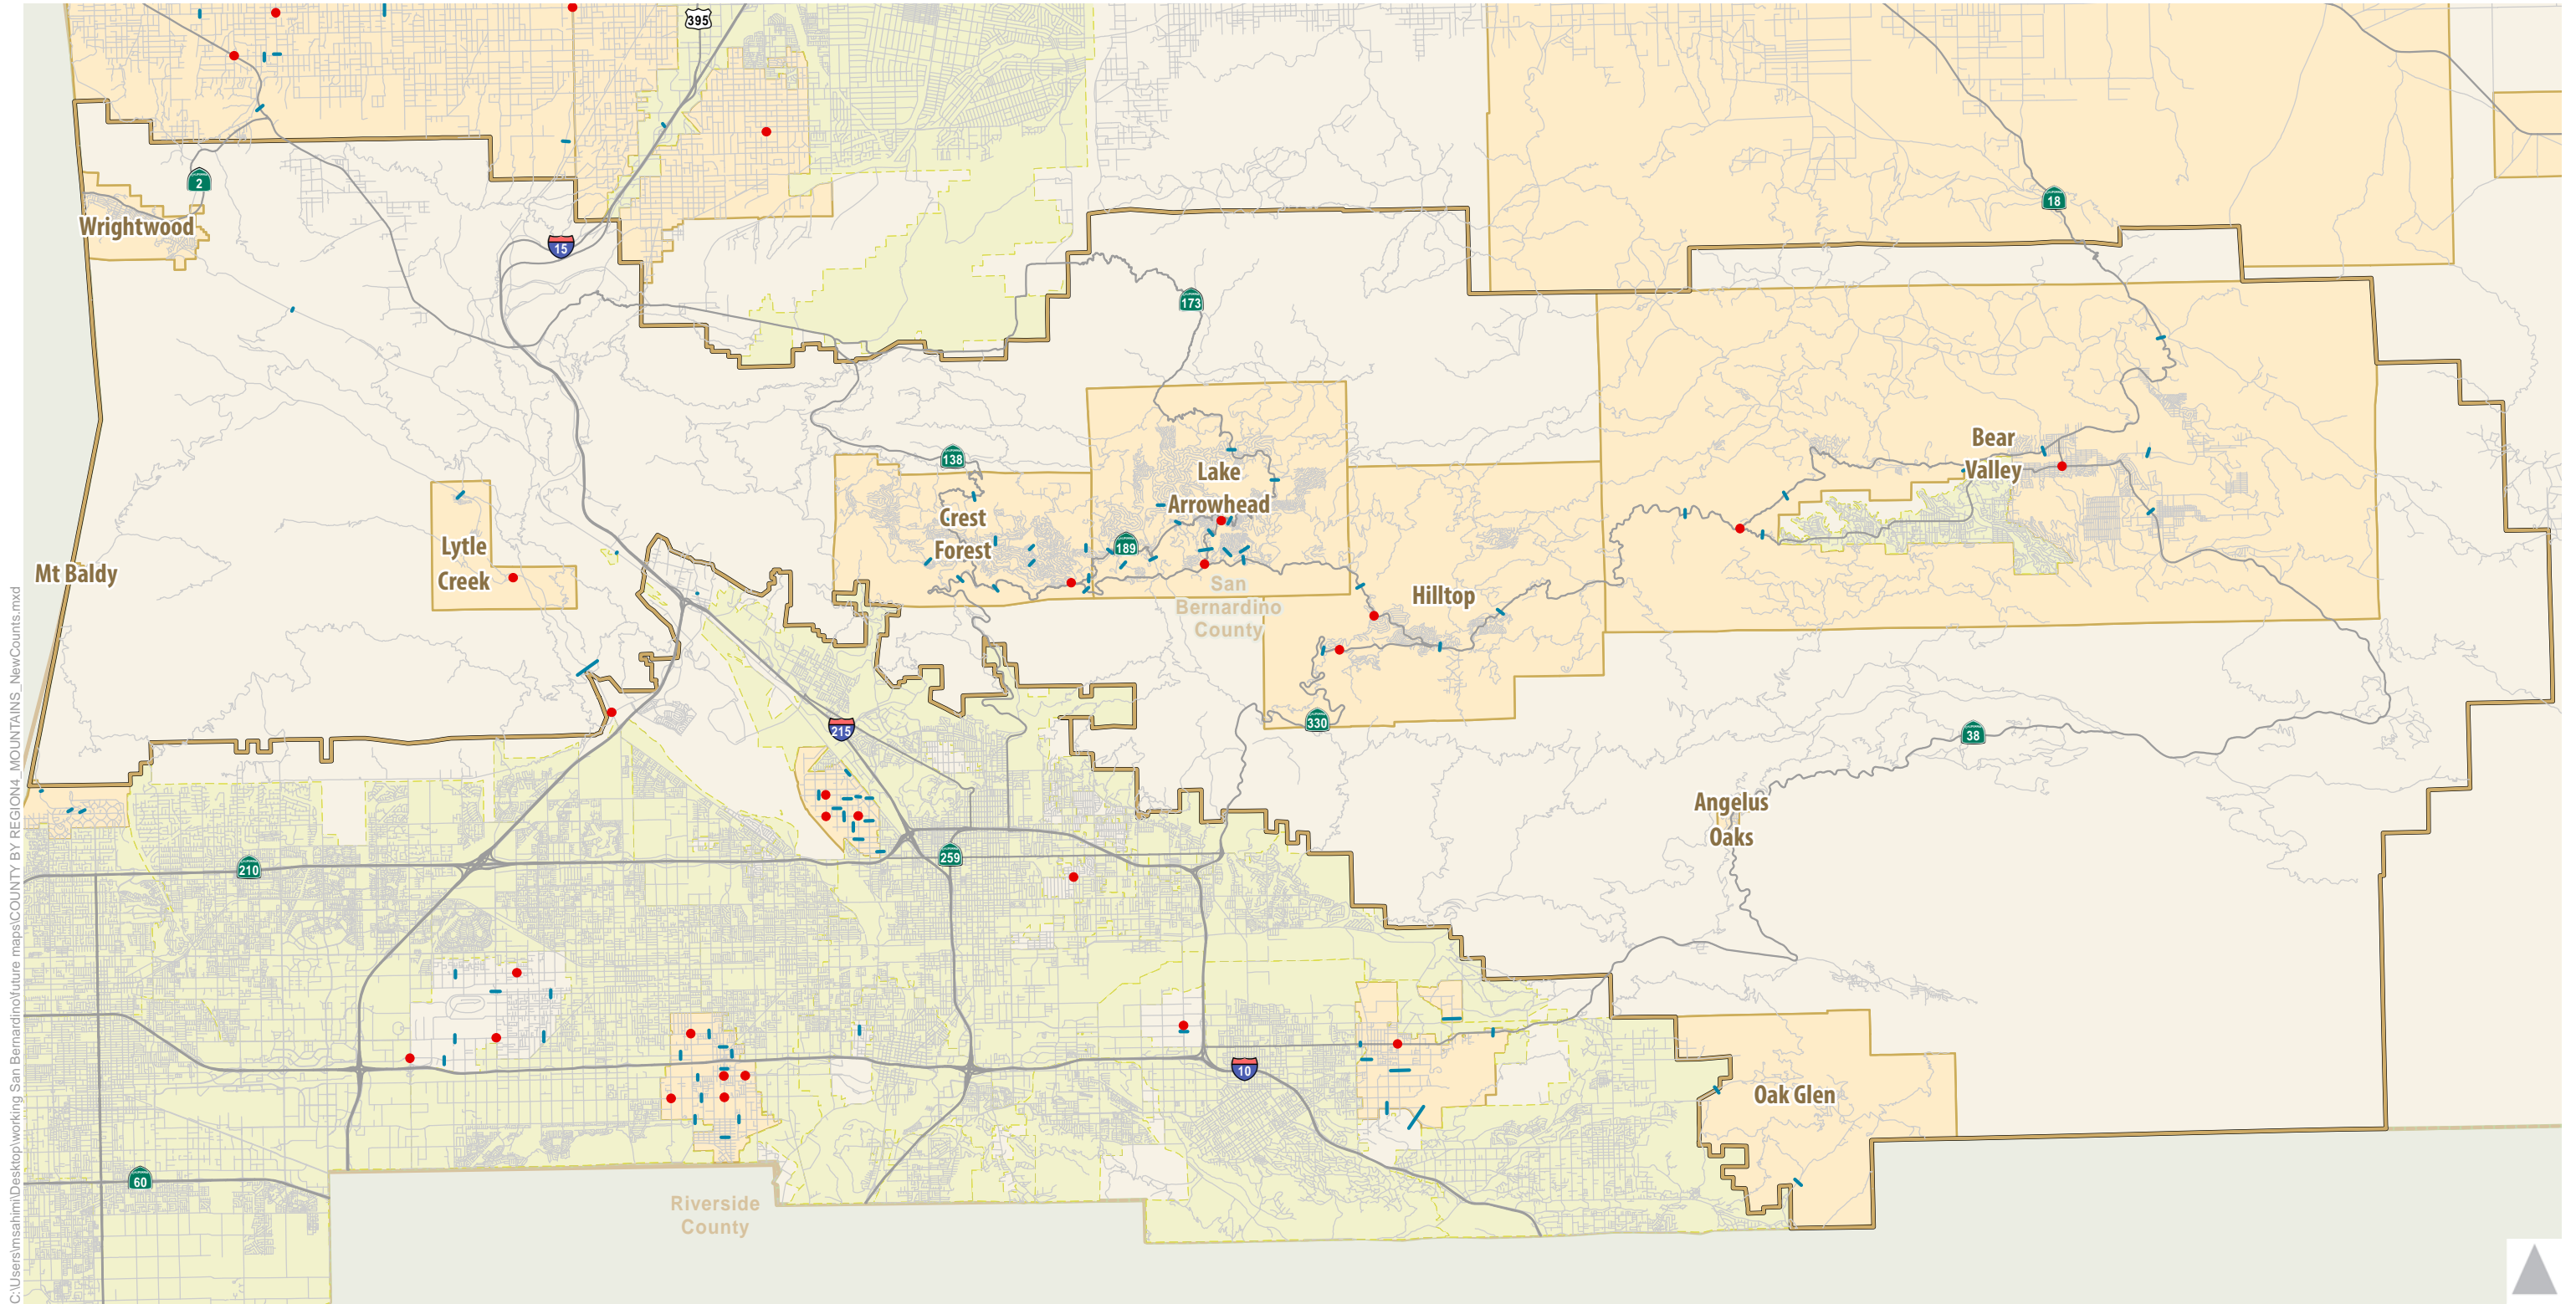 395
2
Wrightwood
15
18
173
Bear
Valley
138
Lake
Arrowhead
Crest
Forest
189
Lytle
Creek
Mt Baldy
San
Bernardino
County
Hilltop
330
215
38
Angelus
Oaks
259
210
10
Oak Glen
60
Riverside
County
C:\Users\msahimi\Desktop\working San Bernardino\future maps\COUNTY BY REGION4_MOUNTAINS_NewCounts.mxd